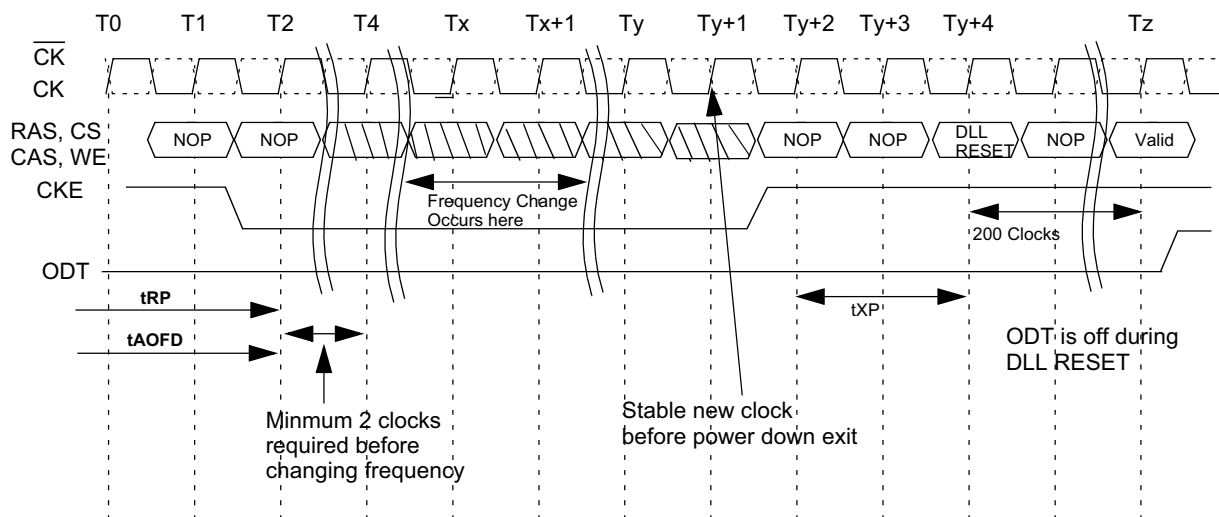 T0 T1 T2 T4 Tx Tx+1 Ty Ty+1 Ty+2 Ty+3 Ty+4 Tz
CK
CK
RAS, CS
CAS, WE
NOP NOP NOP NOP DLL RESET NOP Valid
CKE
Frequency Change
Occurs here
200 Clocks
ODT
tRP
tXP
tAOFD
ODT is off during
DLL RESET
Minmum 2 clocks
required before
changing frequency
Stable new clock
before power down exit